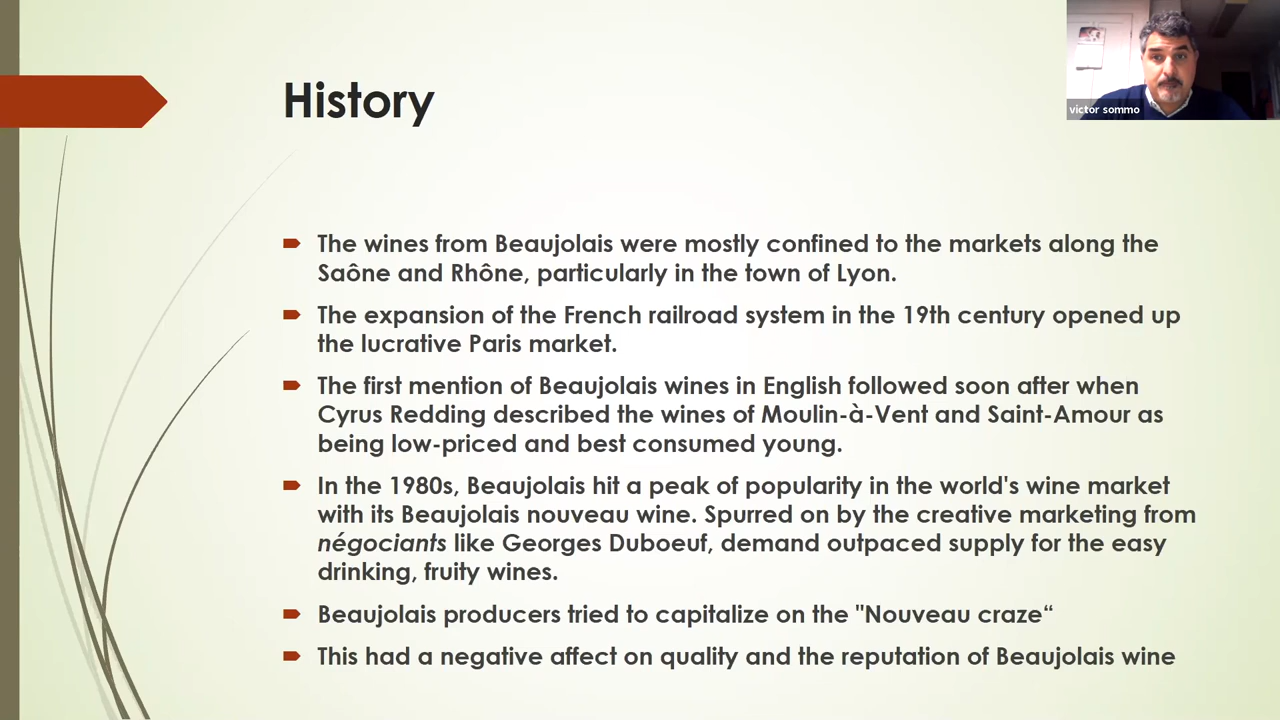 History
victor sommo
The wines from Beaujolais were mostly confined to the markets along the
Saône and Rhône, particularly in the town of Lyon.
The expansion of the French railroad system in the 19th century opened up
the lucrative Paris market.
The first mention of Beaujolais wines in English followed soon after when
Cyrus Redding described the wines of Moulin-à-Vent and Saint-Amour as
being low-priced and best consumed young.
In the 1980s, Beaujolais hit a peak of popularity in the world's wine market
with its Beaujolais nouveau wine. Spurred on by the creative marketing from
négociants like Georges Duboeuf, demand outpaced supply for the easy
drinking, fruity wines.
Beaujolais producers tried to capitalize on the "Nouveau craze“
This had a negative affect on quality and the reputation of Beaujolais wine